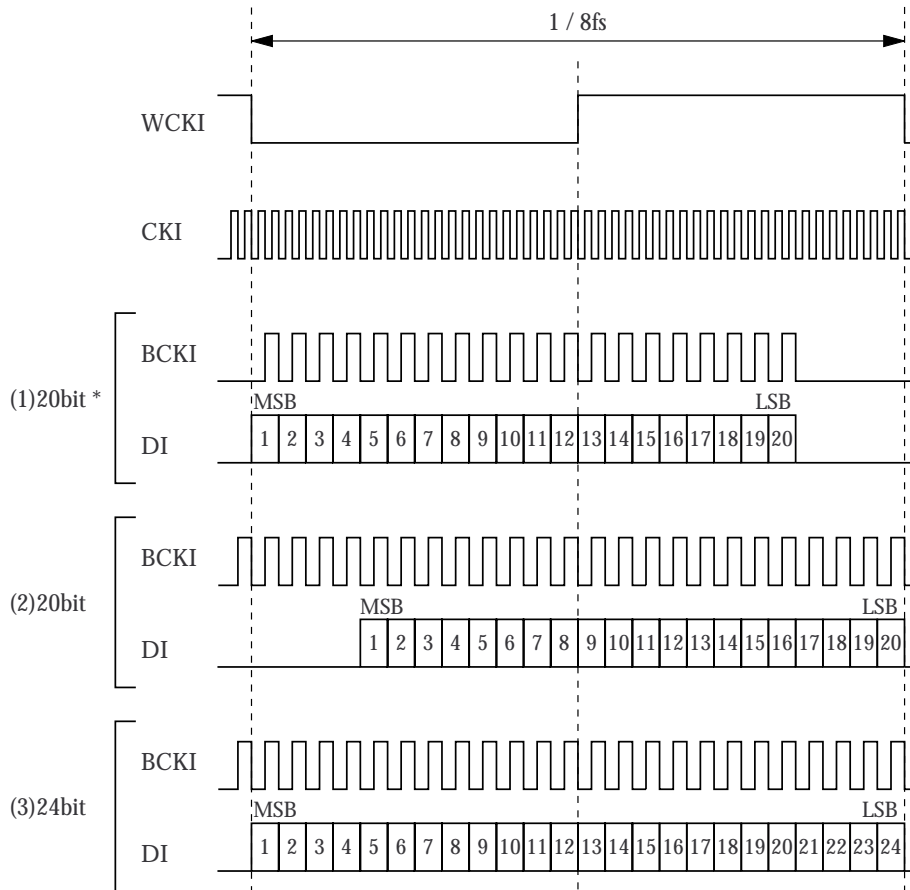 1 / 8fs
WCKI
CKI
(1)20bit *
BCKI
MSB LSB
DI 1 2 3 4 5 6 7 8 9 10 11 12 13 14 15 16 17 18 19 20
(2)20bit
BCKI
MSB LSB
DI 1 2 3 4 5 6 7 8 9 10 11 12 13 14 15 16 17 18 19 20
(3)24bit
BCKI
MSB LSB
DI 1 2 3 4 5 6 7 8 9 10 11 12 13 14 15 16 17 18 19 20 21 22 23 24